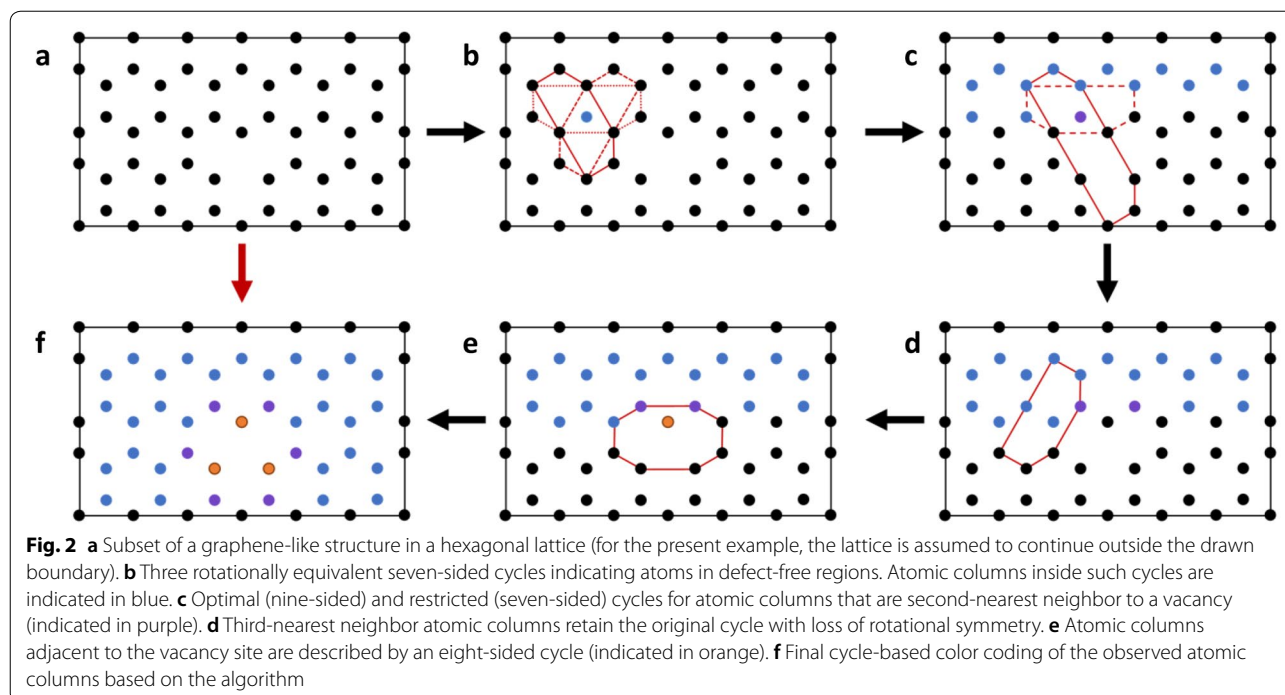 a
b
c
f
e
d
Fig. 2 a Subset of a graphene-like structure in a hexagonal lattice (for the present example, the lattice is assumed to continue outside the drawn
boundary). b Three rotationally equivalent seven-sided cycles indicating atoms in defect-free regions. Atomic columns inside such cycles are
indicated in blue. c Optimal (nine-sided) and restricted (seven-sided) cycles for atomic columns that are second-nearest neighbor to a vacancy
(indicated in purple). d Third-nearest neighbor atomic columns retain the original cycle with loss of rotational symmetry. e Atomic columns
adjacent to the vacancy site are described by an eight-sided cycle (indicated in orange). f Final cycle-based color coding of the observed atomic
columns based on the algorithm